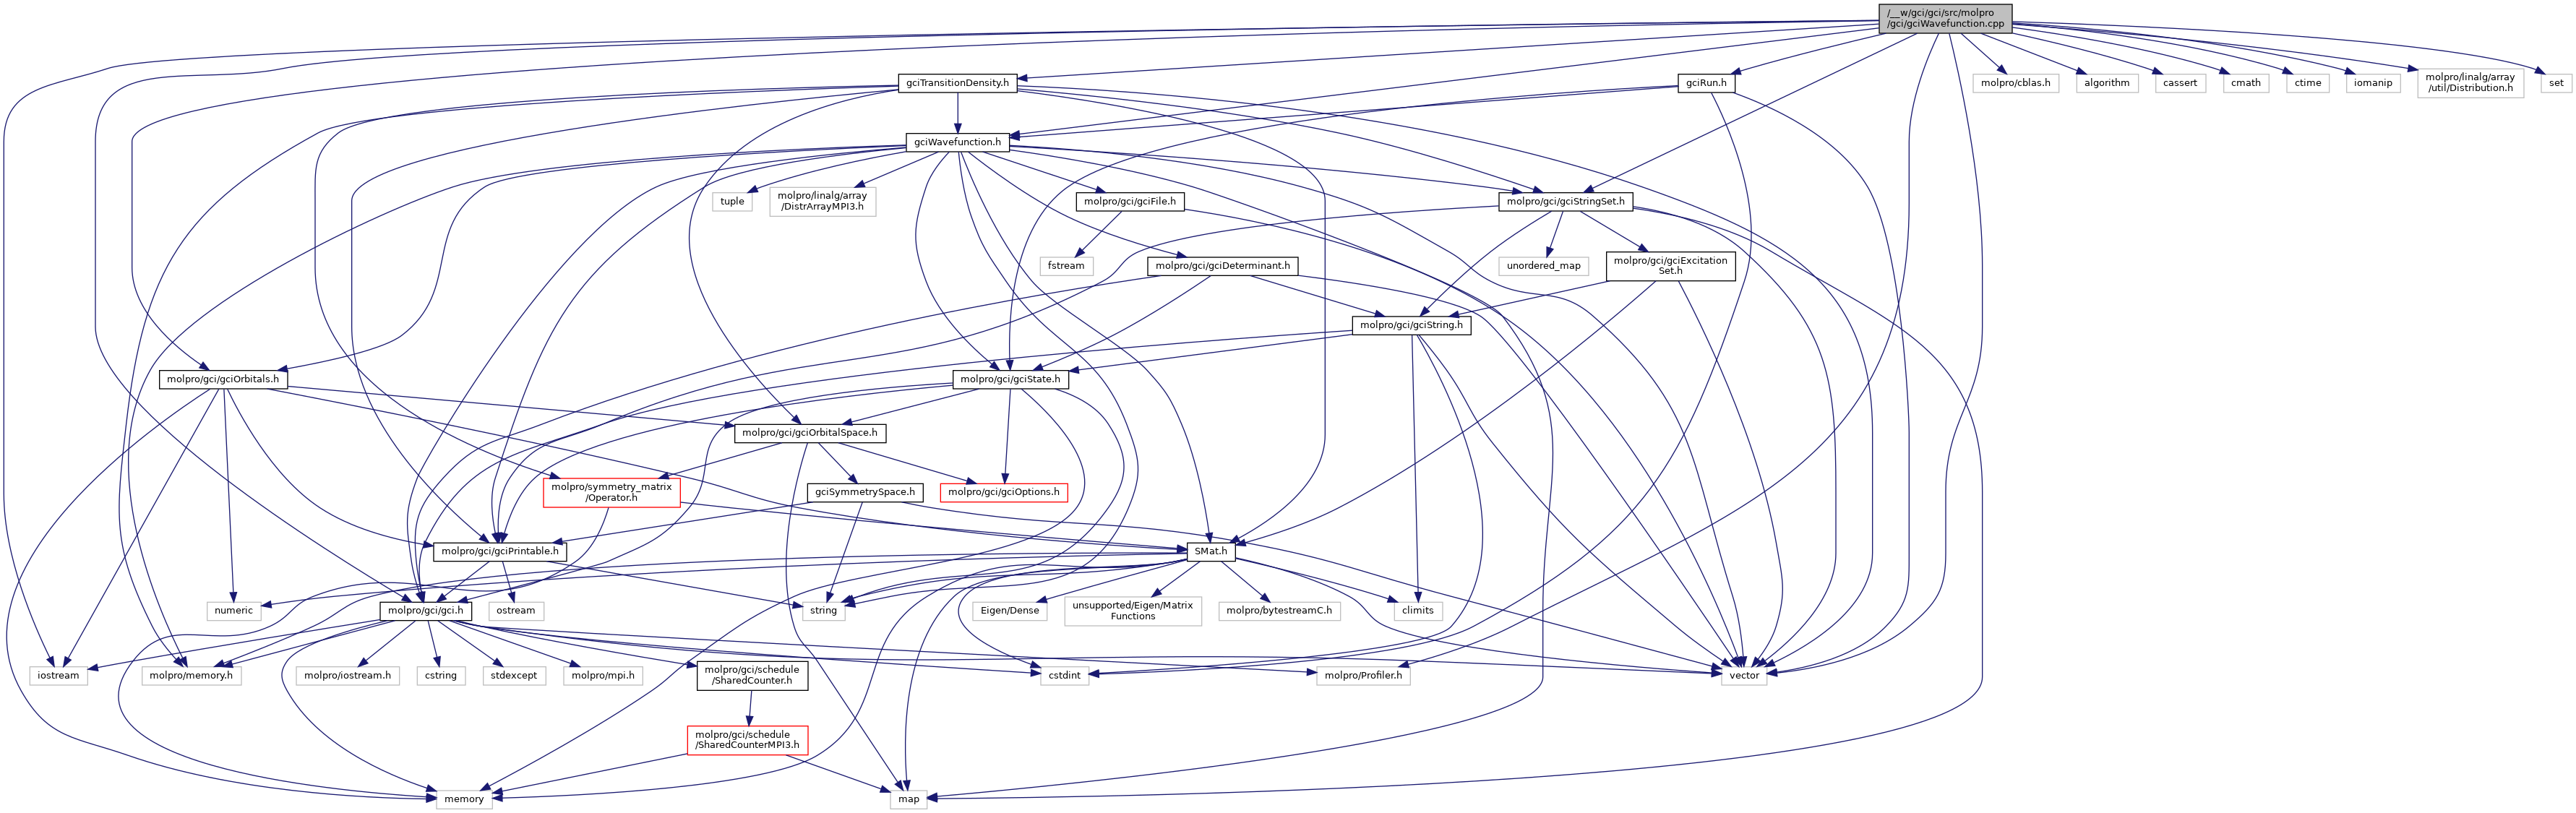 /__w/gci/gci/src/molpro
/gci/gciWavefunction.cpp
gciTransitionDensity.h
gciRun.h
molpro/cblas.h
algorithm
cassert
cmath
ctime
iomanip
molpro/linalg/array
/util/Distribution.h
set
gciWavefunction.h
tuple
molpro/linalg/array
/DistrArrayMPI3.h
molpro/gci/gciFile.h
molpro/gci/gciStringSet.h
fstream
molpro/gci/gciDeterminant.h
unordered_map
molpro/gci/gciExcitation
Set.h
molpro/gci/gciString.h
molpro/gci/gciOrbitals.h
molpro/gci/gciState.h
molpro/gci/gciOrbitalSpace.h
molpro/symmetry_matrix
/Operator.h
gciSymmetrySpace.h
molpro/gci/gciOptions.h
molpro/gci/gciPrintable.h
SMat.h
numeric
molpro/gci/gci.h
ostream
string
Eigen/Dense
unsupported/Eigen/Matrix
Functions
molpro/bytestreamC.h
climits
iostream
molpro/memory.h
molpro/iostream.h
cstring
stdexcept
molpro/mpi.h
molpro/gci/schedule
/SharedCounter.h
cstdint
molpro/Profiler.h
vector
molpro/gci/schedule
/SharedCounterMPI3.h
memory
map